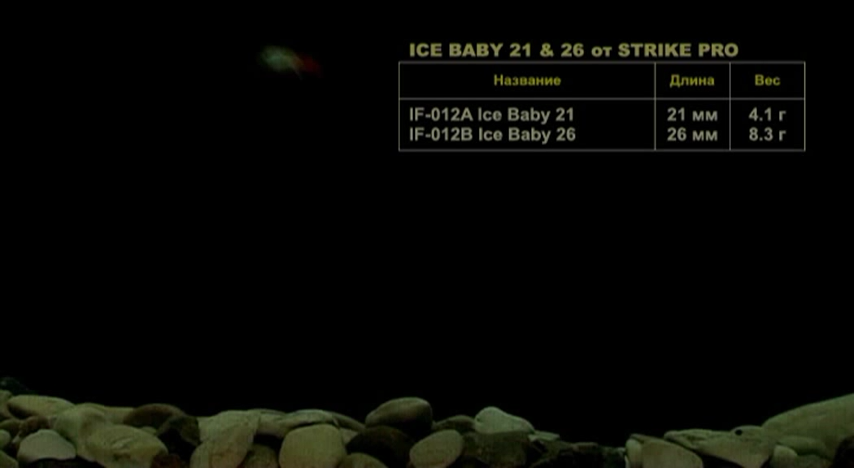 ICE BABY 21 & 26 от STRIKE PRO
Название Длина Вес
IF-012A Ice Baby 21 21 мм 4.1 г
IF-012B Ice Baby 26 26 мм 8.3 г